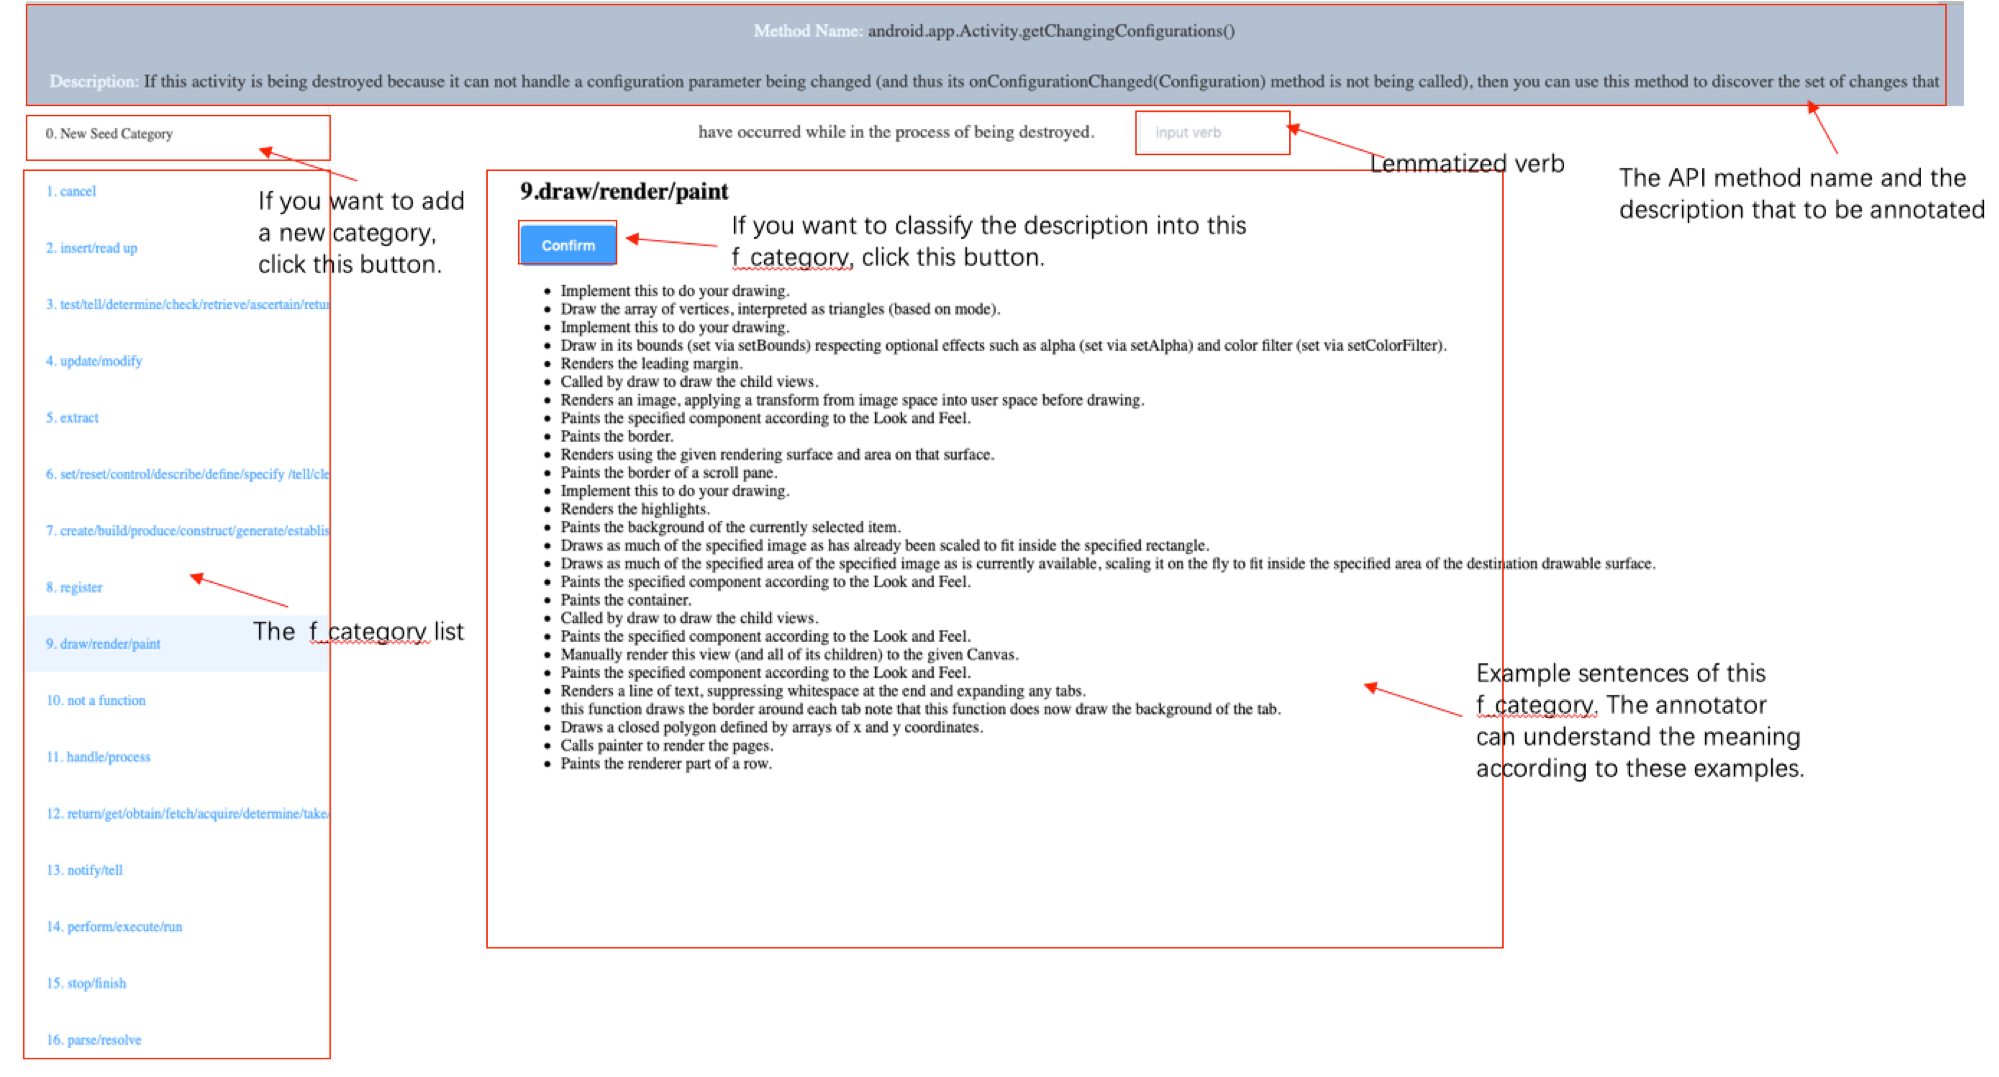 Method Name: android.app.Activity.getChangingConfigurations()
Description: If this activity is being destroyed because it can not handle a configuration parameter being changed (and thus its onConfigurationChanged(Configuration) method is not being called), then you can use this method to discover the set of changes that
have occurred while in the process of being destroyed.
input verb
Lemmatized verb
The API method name and the
description that to be annotated
0. New Seed Category
If you want to add
a new category,
click this button.
1. cancel
2. insert/read up
3. test/tell/determine/check/retrieve/ascertain/retur
4. update/modify
5. extract
6. set/reset/control/describe/define/specify /tell/cle
7. create/build/produce/construct/generate/establis
8. register
The f_category list
9. draw/render/paint
10. not a function
11. handle/process
12. return/get/obtain/fetch/acquire/determine/take/
13. notify/tell
14. perform/execute/run
15. stop/finish
16. parse/resolve
9.draw/render/paint
Confirm
If you want to classify the description into this
f_category, click this button.
• Implement this to do your drawing.
• Draw the array of vertices, interpreted as triangles (based on mode).
• Implement this to do your drawing.
• Draw in its bounds (set via setBounds) respecting optional effects such as alpha (set via setAlpha) and color filter (set via setColorFilter).
• Renders the leading margin.
• Called by draw to draw the child views.
• Renders an image, applying a transform from image space into user space before drawing.
• Paints the specified component according to the Look and Feel.
• Paints the border.
• Renders using the given rendering surface and area on that surface.
• Paints the border of a scroll pane.
• Implement this to do your drawing.
• Renders the highlights.
• Paints the background of the currently selected item.
• Draws as much of the specified image as has already been scaled to fit inside the specified rectangle.
• Draws as much of the specified area of the specified image as is currently available, scaling it on the fly to fit inside the specified area of the destination drawable surface.
• Paints the specified component according to the Look and Feel.
• Paints the container.
• Called by draw to draw the child views.
• Paints the specified component according to the Look and Feel.
• Manually render this view (and all of its children) to the given Canvas.
• Paints the specified component according to the Look and Feel.
• Renders a line of text, suppressing whitespace at the end and expanding any tabs.
• this function draws the border around each tab note that this function does now draw the background of the tab.
• Draws a closed polygon defined by arrays of x and y coordinates.
• Calls painter to render the pages.
• Paints the renderer part of a row.
Example sentences of this
f_category. The annotator
can understand the meaning
according to these examples.